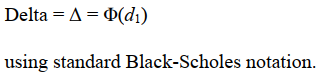 Delta = Δ = Φ(d₁)
using standard Black-Scholes notation.